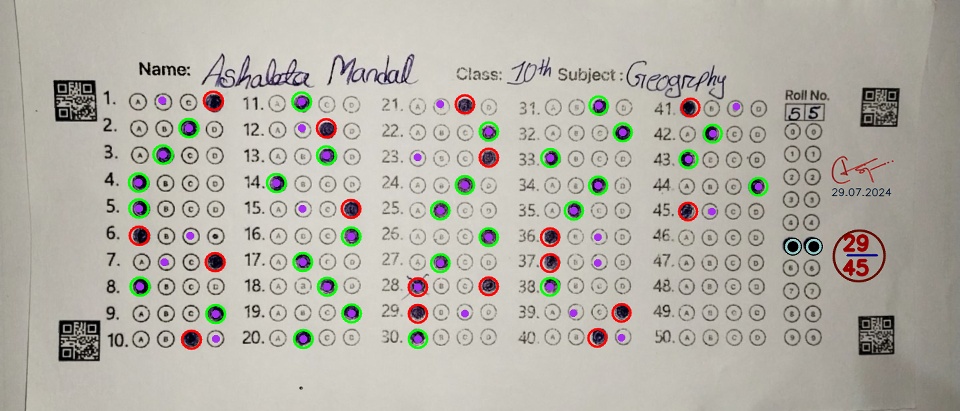 Name: Ashalata Mandal Class: 10th Subject: Geography
Roll No.
5 5
1. A C 11. A C D 21. A D 31. A B D 41. B D
2. A B D 12. A D 22. A B C 32. A B C 42. A C D
3. A C D 13. A B D 23. B C 33. B C D 43. B C D
4. B C D 14. B C D 24. A B D 34. A B D 44. A B C
5. B C D 15. A C 25. A C D 35. A C D 45. C D
6. B 16. A B C 26. A B C 36. B D 46. A B C D
7. A C 17. A C D 27. A C D 37. B D 47. A B C D
8. B C D 18. A B D 28. B C 38. B C D 48. A B C D
9. A B C 19. A B C 29. B D 39. A C 49. A B C D
10. A B 20. A C D 30. B C D 40. A B 50. A B C D
0 0
1 1
2 2
3 3
4 4
6 6
7 7
8 8
9 9
29.07.2024
29
45